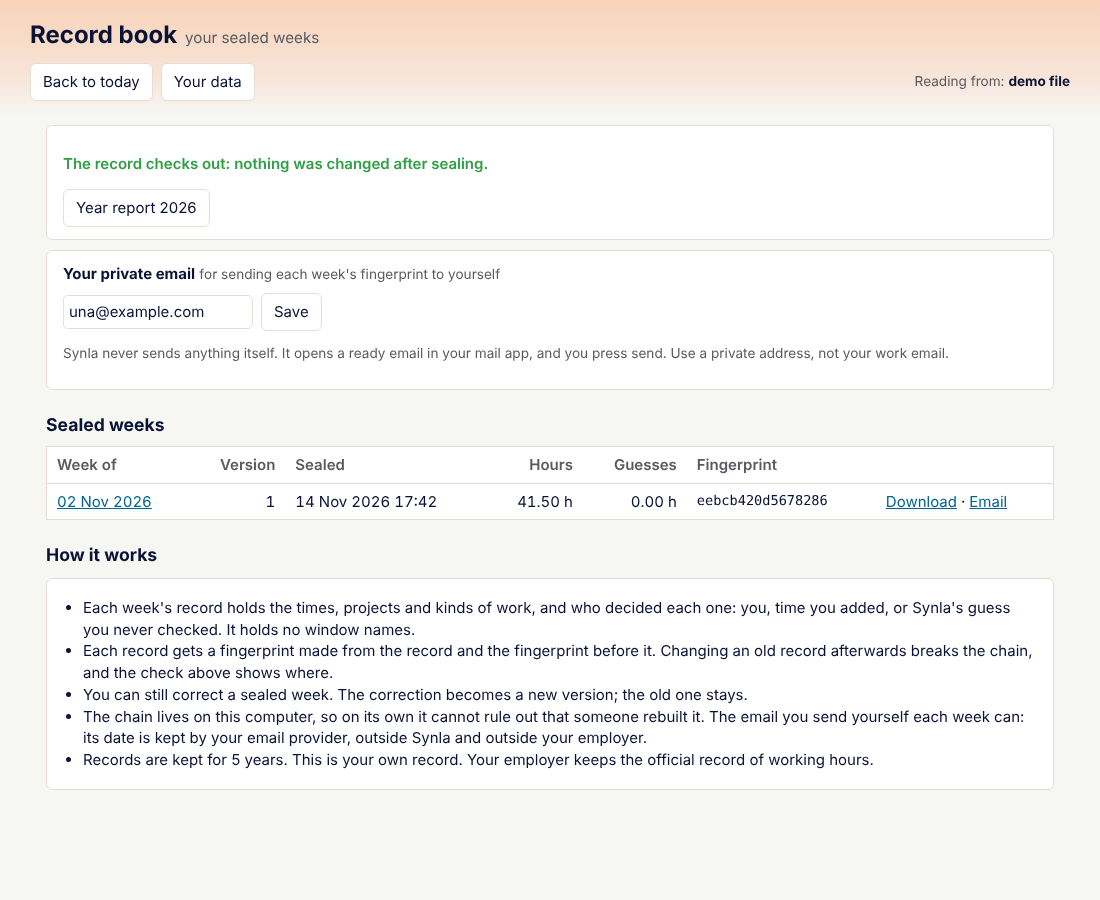 Record book your sealed weeks
Back to today Your data Reading from: demo file
The record checks out: nothing was changed after sealing.
Year report 2026
Your private email for sending each week's fingerprint to yourself
una@example.com Save
Synla never sends anything itself. It opens a ready email in your mail app, and you press send. Use a private address, not your work email.
Sealed weeks
Week of Version Sealed Hours Guesses Fingerprint
02 Nov 2026 1 14 Nov 2026 17:42 41.50 h 0.00 h eebcb420d5678286 Download · Email
How it works
• Each week's record holds the times, projects and kinds of work, and who decided each one: you, time you added, or Synla's guess
you never checked. It holds no window names.
• Each record gets a fingerprint made from the record and the fingerprint before it. Changing an old record afterwards breaks the chain,
and the check above shows where.
• You can still correct a sealed week. The correction becomes a new version; the old one stays.
• The chain lives on this computer, so on its own it cannot rule out that someone rebuilt it. The email you send yourself each week can:
its date is kept by your email provider, outside Synla and outside your employer.
• Records are kept for 5 years. This is your own record. Your employer keeps the official record of working hours.